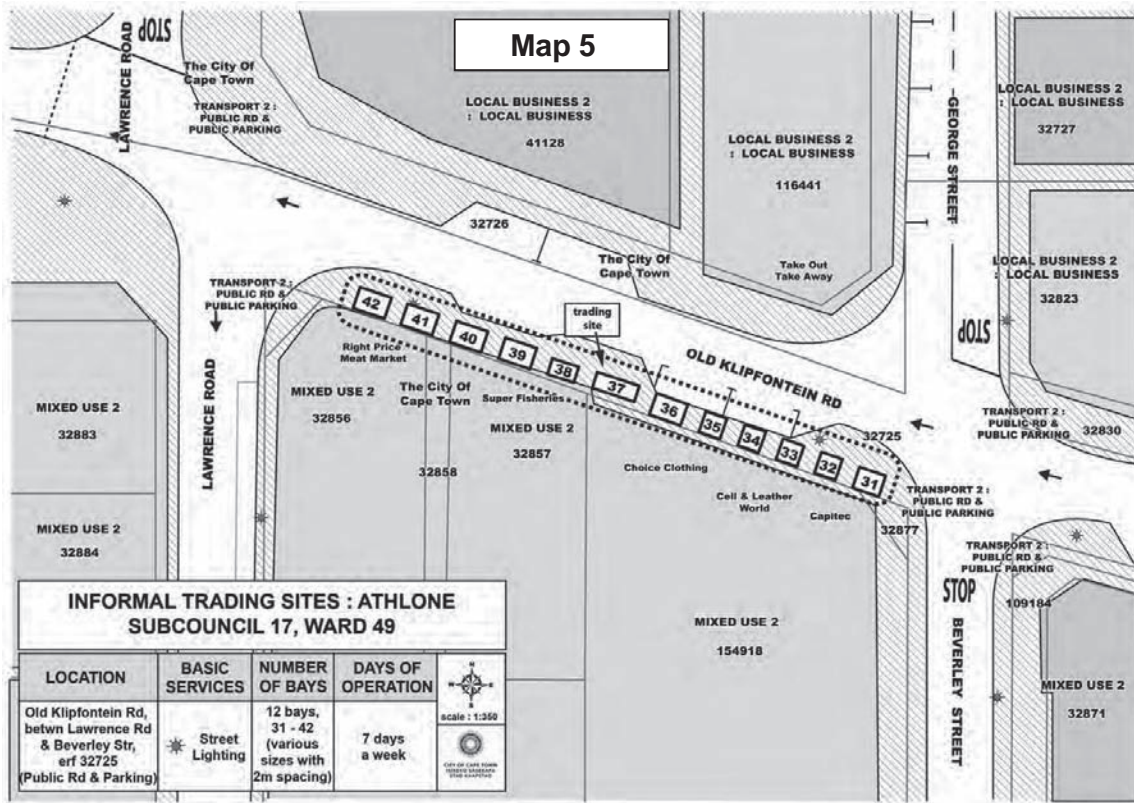 Map 5
STOP
LAWRENCE ROAD
The City Of
Cape Town
TRANSPORT 2 :
PUBLIC RD &
PUBLIC PARKING
LOCAL BUSINESS 2
: LOCAL BUSINESS
41128
LOCAL BUSINESS 2
: LOCAL BUSINESS
116441
GEORGE STREET
LOCAL BUSINESS 2
: LOCAL BUSINESS
32727
32726
The City Of
Cape Town
Take Out
Take Away
LOCAL BUSINESS 2
: LOCAL BUSINESS
32823
STOP
TRANSPORT 2 :
PUBLIC RD &
PUBLIC PARKING
trading
site
OLD KLIPFONTEIN RD
42
41
40
39
38
37
36
35
34
33
32
31
Right Price
Meat Market
The City Of
Cape Town
Super Fisheries
MIXED USE 2
32856
MIXED USE 2
32857
32858
Choice Clothing
Cell & Leather
World
Capitec
32725
TRANSPORT 2 :
PUBLIC RD &
PUBLIC PARKING
32830
TRANSPORT 2 :
PUBLIC RD &
PUBLIC PARKING
32877
TRANSPORT 2 :
PUBLIC RD &
PUBLIC PARKING
109184
MIXED USE 2
32883
LAWRENCE ROAD
MIXED USE 2
32884
MIXED USE 2
154918
STOP
BEVERLEY STREET
MIXED USE 2
32871
INFORMAL TRADING SITES : ATHLONE
SUBCOUNCIL 17, WARD 49
LOCATION
BASIC
SERVICES
NUMBER
OF BAYS
DAYS OF
OPERATION
Old Klipfontein Rd,
betwn Lawrence Rd
& Beverley Str,
erf 32725
(Public Rd & Parking)
Street
Lighting
12 bays,
31 - 42
(various
sizes with
2m spacing)
7 days
a week
N
W
E
S
scale : 1:350
CITY OF CAPE TOWN
ISIXEKO SASEKAPA
STAD KAAPSTAD